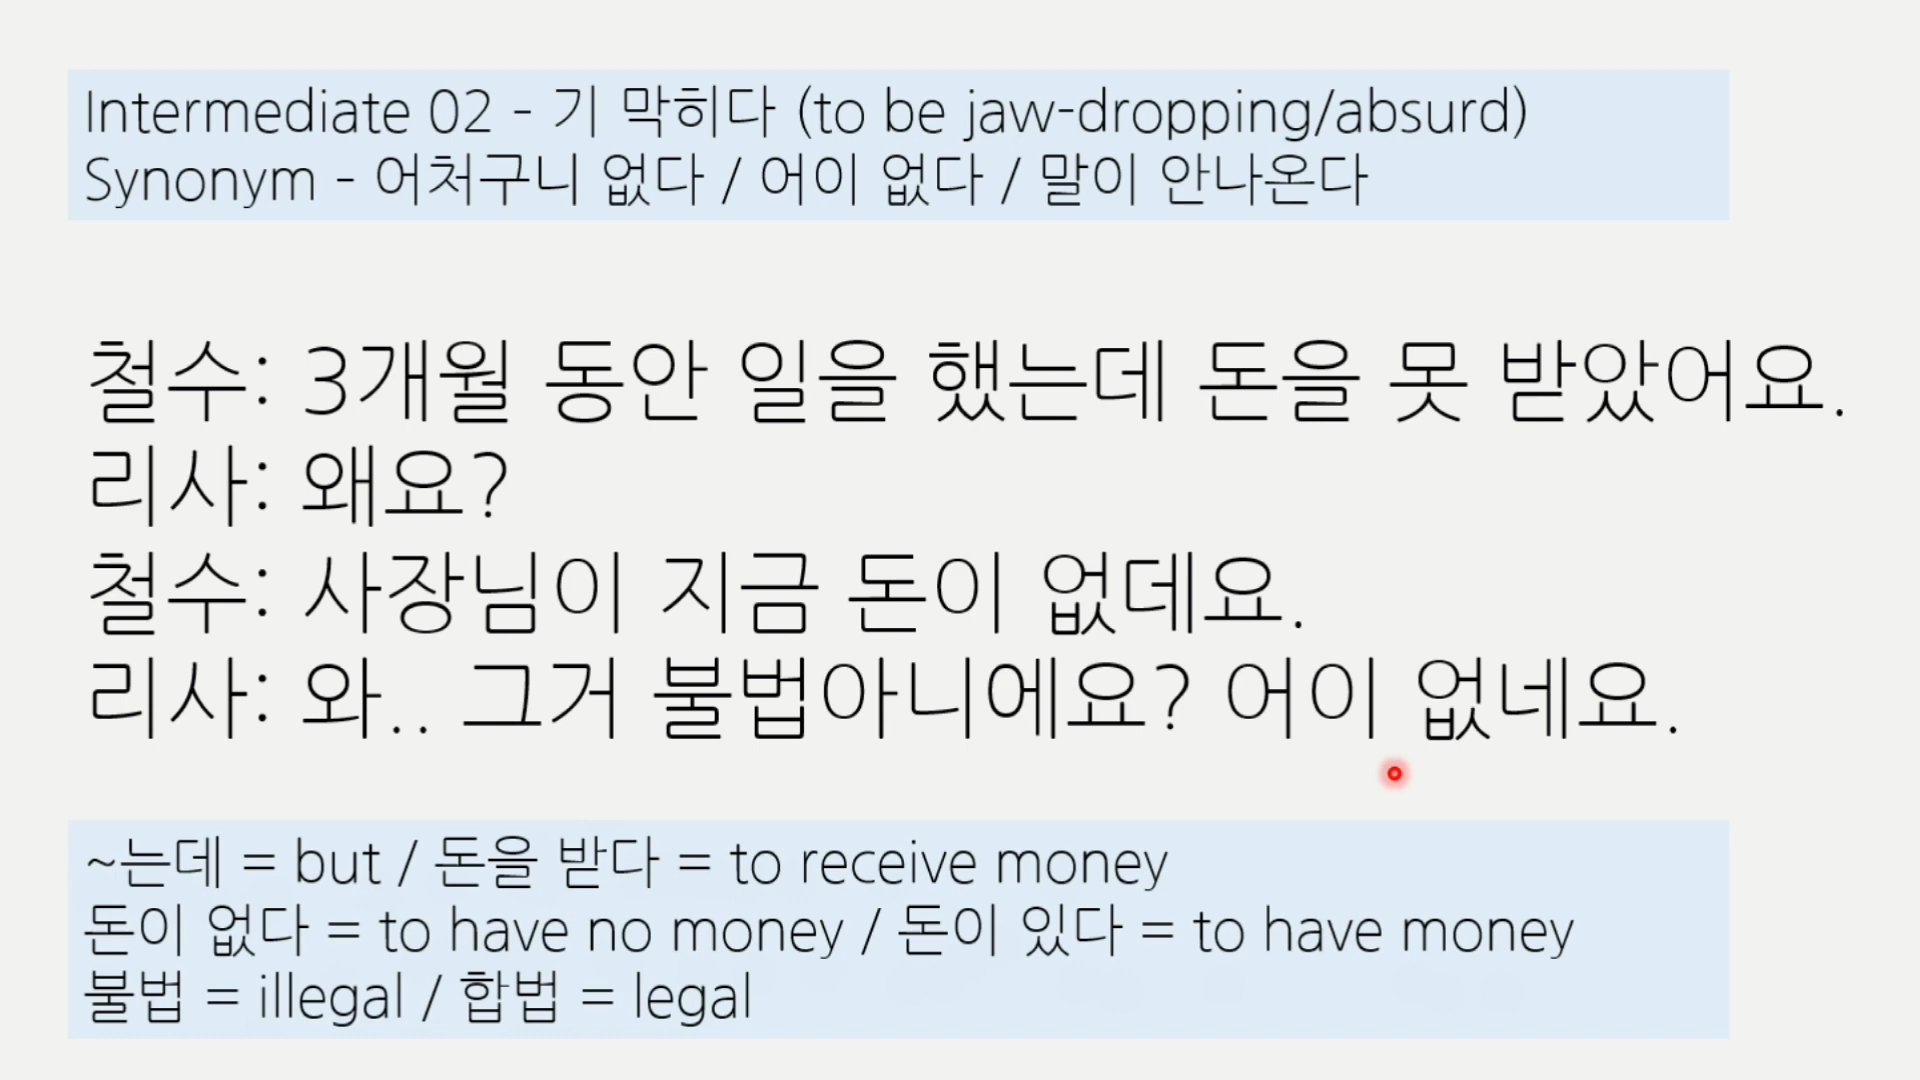 Intermediate 02 - 기 막히다 (to be jaw-dropping/absurd)
Synonym - 어처구니 없다 / 어이 없다 / 말이 안나온다
철수: 3개월 동안 일을 했는데 돈을 못 받았어요.
리사: 왜요?
철수: 사장님이 지금 돈이 없데요.
리사: 와.. 그거 불법아니에요? 어이 없네요.
~는데 = but / 돈을 받다 = to receive money
돈이 없다 = to have no money / 돈이 있다 = to have money
불법 = illegal / 합법 = legal